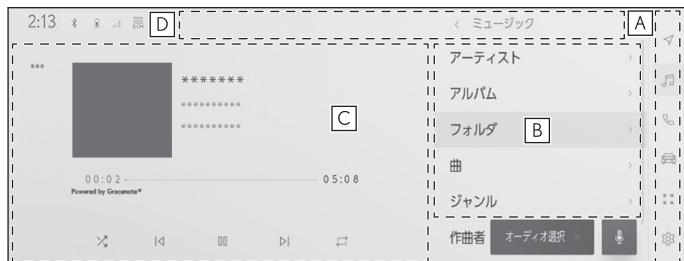 2:13 DCM D < ミュージック A
アーティスト >
アルバム >
フォルダ B >
曲 >
ジャンル >
作曲者 オーディオ選択
•••
*******
**********
**********
C
00:02 05:08
Powered by Gracenote®